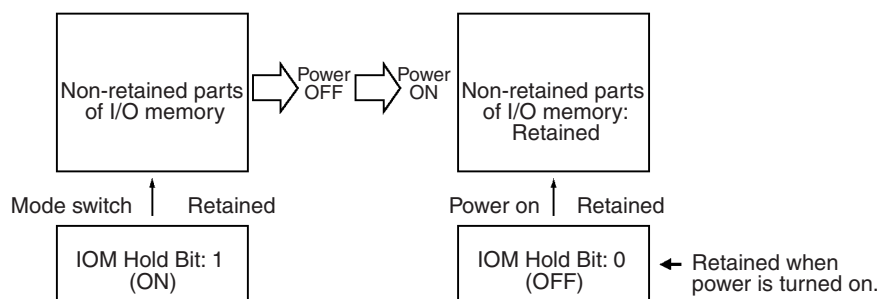 Non-retained parts
of I/O memory
Power
OFF
Power
ON
Non-retained parts
of I/O memory:
Retained
Mode switch
Retained
Power on
Retained
IOM Hold Bit: 1
(ON)
IOM Hold Bit: 0
(OFF)
Retained when
power is turned on.